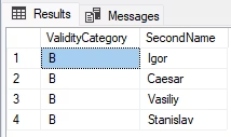 Results Messages
ValidityCategory SecondName
1 B Igor
2 B Caesar
3 B Vasiliy
4 B Stanislav